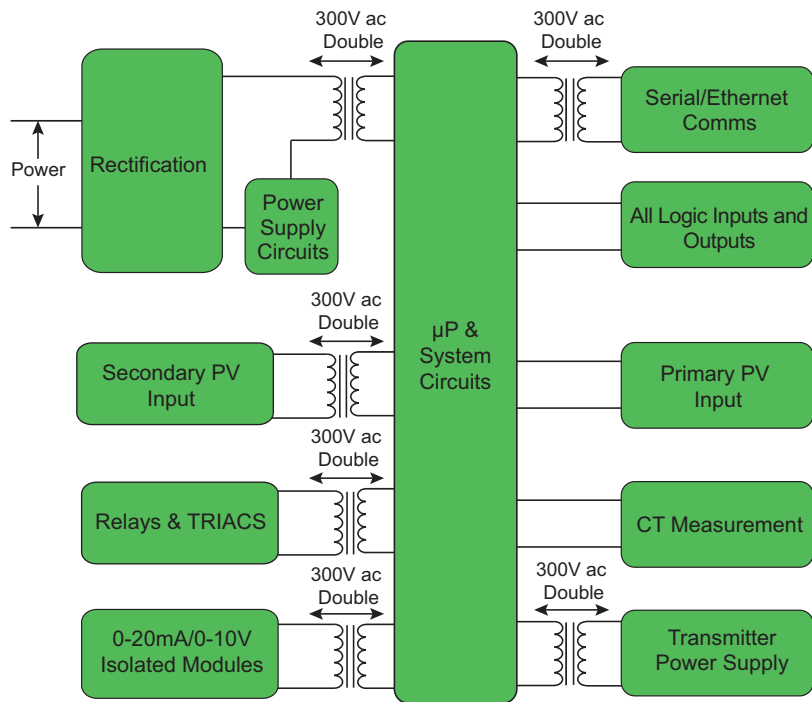 300V ac
Double
300V ac
Double
Rectification
Power
Power
Supply
Circuits
Serial/Ethernet
Comms
All Logic Inputs and
Outputs
300V ac
Double
µP &
System
Circuits
Secondary PV
Input
Primary PV
Input
300V ac
Double
Relays & TRIACS
CT Measurement
300V ac
Double
300V ac
Double
0-20mA/0-10V
Isolated Modules
Transmitter
Power Supply